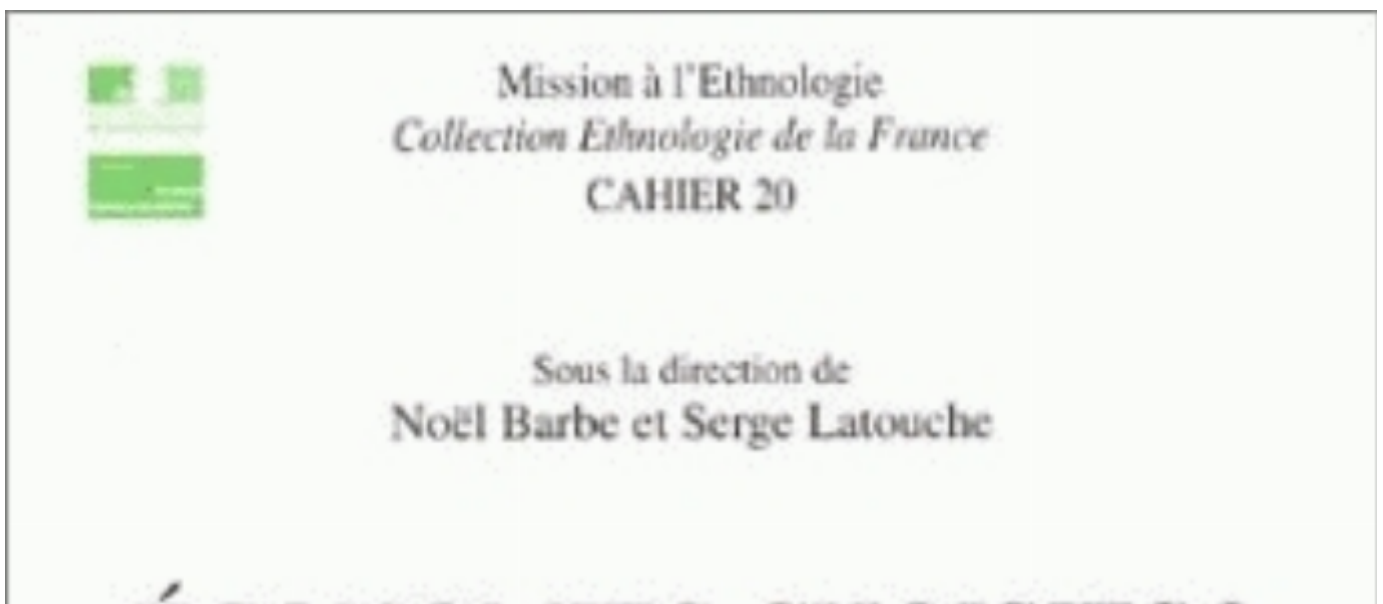 Mission à l'Ethnologie
Collection Ethnologie de la France
CAHIER 20
Sous la direction de
Noël Barbe et Serge Latouche